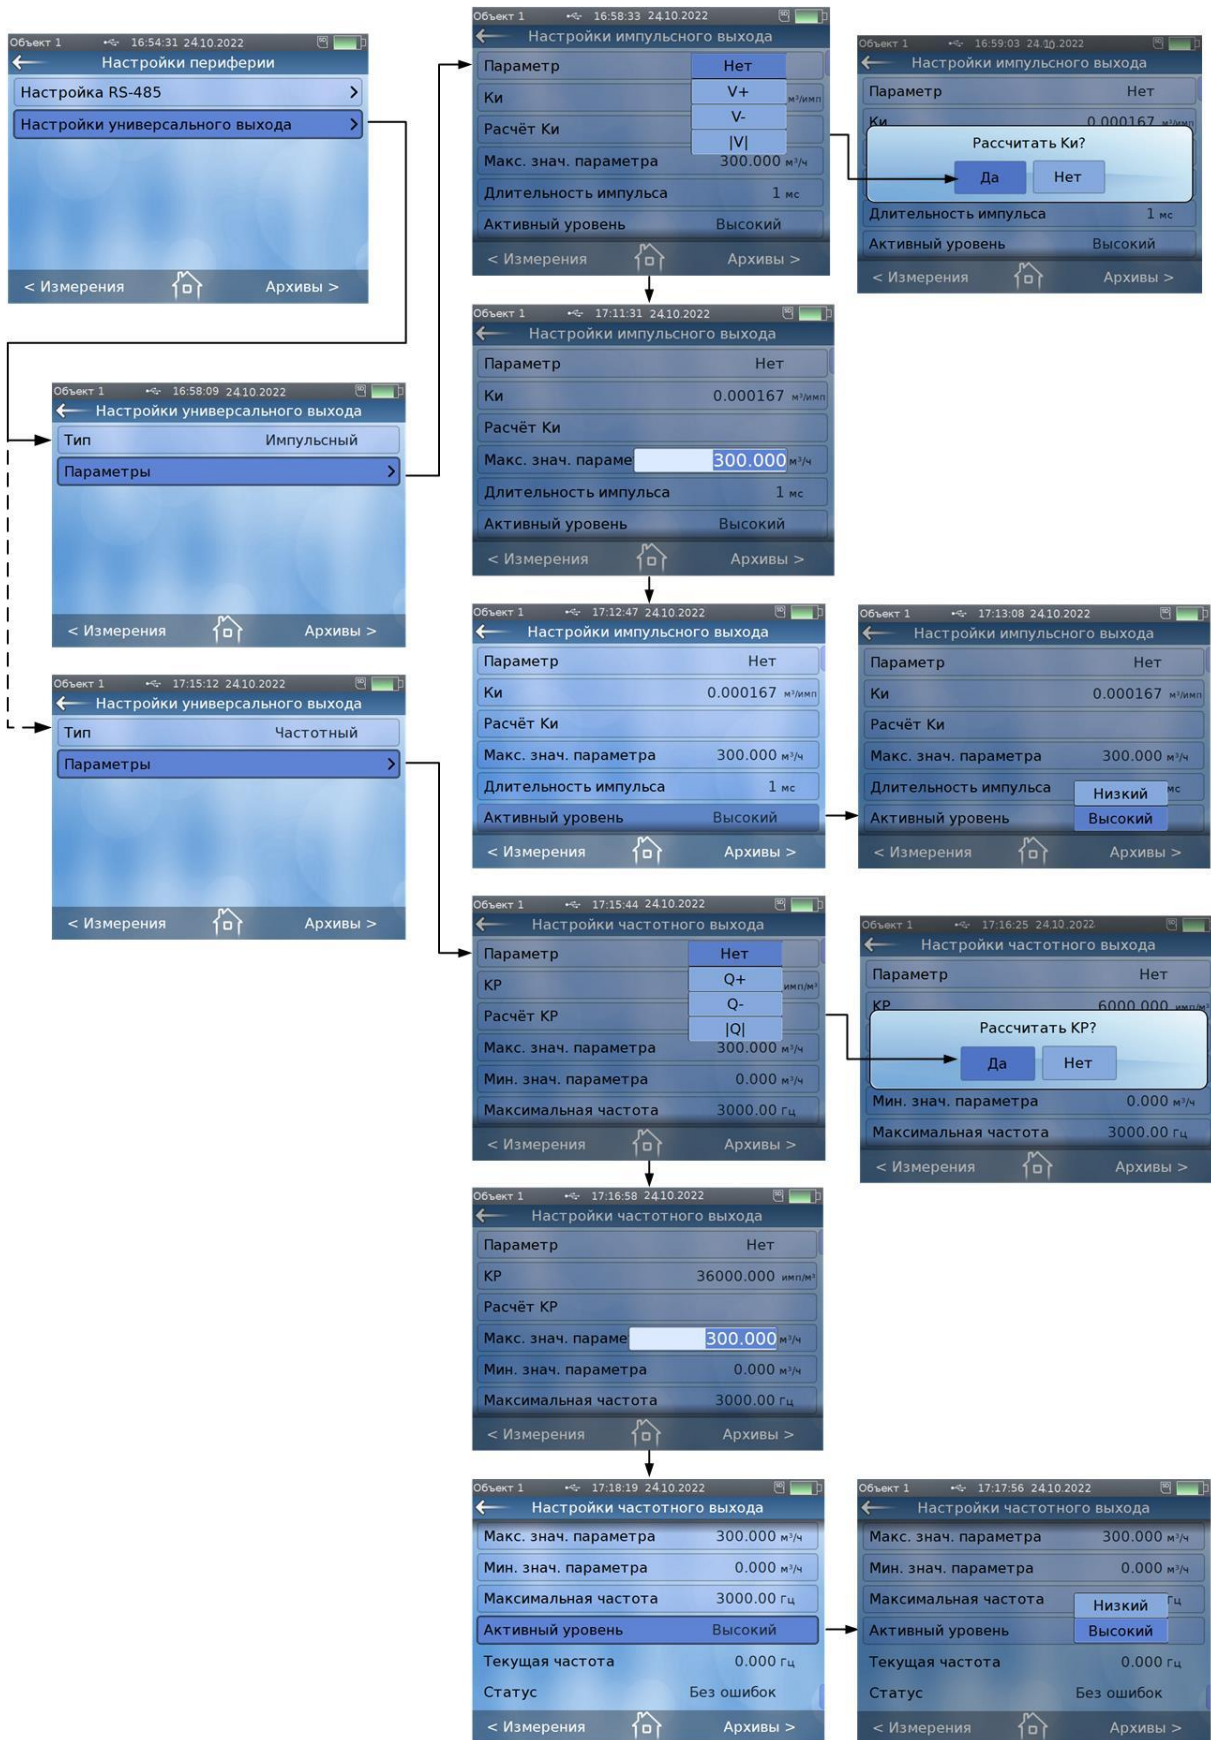 Объект 1 16:54:31 24.10.2022
Настройки периферии
Настройка RS-485 >
Настройки универсального выхода >
< Измерения Архивы >
Объект 1 16:58:09 24.10.2022
Настройки универсального выхода
Тип Импульсный
Параметры >
< Измерения Архивы >
Объект 1 17:15:12 24.10.2022
Настройки универсального выхода
Тип Частотный
Параметры >
< Измерения Архивы >
Объект 1 16:58:33 24.10.2022
Настройки импульсного выхода
Параметр Нет
V+
Ки м³/имп
V-
Расчёт Ки
|V|
Макс. знач. параметра 300.000 м³/ч
Длительность импульса 1 мс
Активный уровень Высокий
< Измерения Архивы >
Объект 1 16:59:03 24.10.2022
Настройки импульсного выхода
Параметр Нет
Ки 0.000167 м³/имп
Рассчитать Ки?
Да Нет
Длительность импульса 1 мс
Активный уровень Высокий
< Измерения Архивы >
Объект 1 17:11:31 24.10.2022
Настройки импульсного выхода
Параметр Нет
Ки 0.000167 м³/имп
Расчёт Ки
Макс. знач. параме 300.000 м³/ч
Длительность импульса 1 мс
Активный уровень Высокий
< Измерения Архивы >
Объект 1 17:12:47 24.10.2022
Настройки импульсного выхода
Параметр Нет
Ки 0.000167 м³/имп
Расчёт Ки
Макс. знач. параметра 300.000 м³/ч
Длительность импульса 1 мс
Активный уровень Высокий
< Измерения Архивы >
Объект 1 17:13:08 24.10.2022
Настройки импульсного выхода
Параметр Нет
Ки 0.000167 м³/имп
Расчёт Ки
Макс. знач. параметра 300.000 м³/ч
Длительность импульса мс
Низкий
Активный уровень Высокий
< Измерения Архивы >
Объект 1 17:15:44 24.10.2022
Настройки частотного выхода
Параметр Нет
Q+
КР имп/м³
Q-
Расчёт КР
|Q|
Макс. знач. параметра 300.000 м³/ч
Мин. знач. параметра 0.000 м³/ч
Максимальная частота 3000.00 Гц
< Измерения Архивы >
Объект 1 17:16:25 24.10.2022
Настройки частотного выхода
Параметр Нет
КР 6000.000 имп/м³
Рассчитать КР?
Да Нет
Мин. знач. параметра 0.000 м³/ч
Максимальная частота 3000.00 Гц
< Измерения Архивы >
Объект 1 17:16:58 24.10.2022
Настройки частотного выхода
Параметр Нет
КР 36000.000 имп/м³
Расчёт КР
Макс. знач. параме 300.000 м³/ч
Мин. знач. параметра 0.000 м³/ч
Максимальная частота 3000.00 Гц
< Измерения Архивы >
Объект 1 17:18:19 24.10.2022
Настройки частотного выхода
Макс. знач. параметра 300.000 м³/ч
Мин. знач. параметра 0.000 м³/ч
Максимальная частота 3000.00 Гц
Активный уровень Высокий
Текущая частота 0.000 Гц
Статус Без ошибок
< Измерения Архивы >
Объект 1 17:17:56 24.10.2022
Настройки частотного выхода
Макс. знач. параметра 300.000 м³/ч
Мин. знач. параметра 0.000 м³/ч
Максимальная частота Гц
Низкий
Активный уровень Высокий
Текущая частота 0.000 Гц
Статус Без ошибок
< Измерения Архивы >